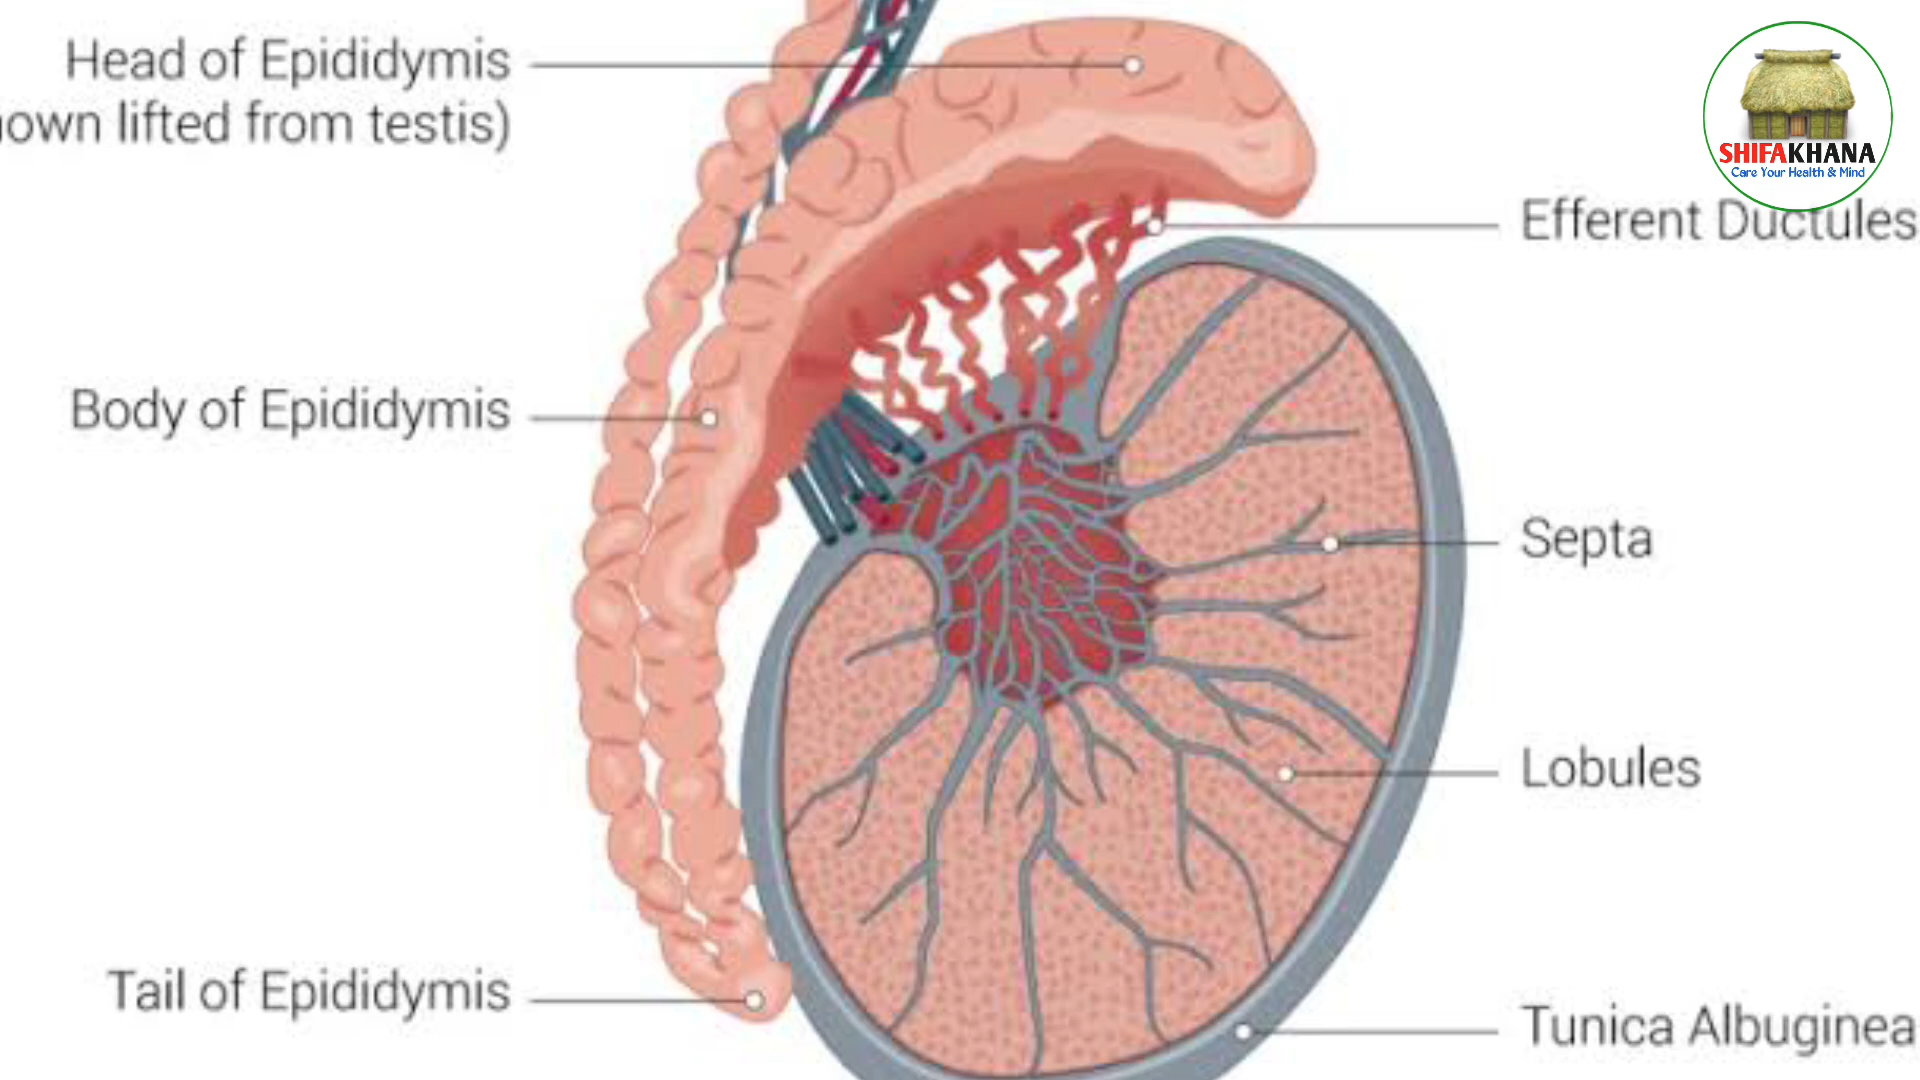 Head of Epididymis
lifted from testis)
Body of Epididymis
Tail of Epididymis
SHIFAKHANA
Care Your Health & Mind
Efferent Ductules
Septa
Lobules
Tunica Albuginea